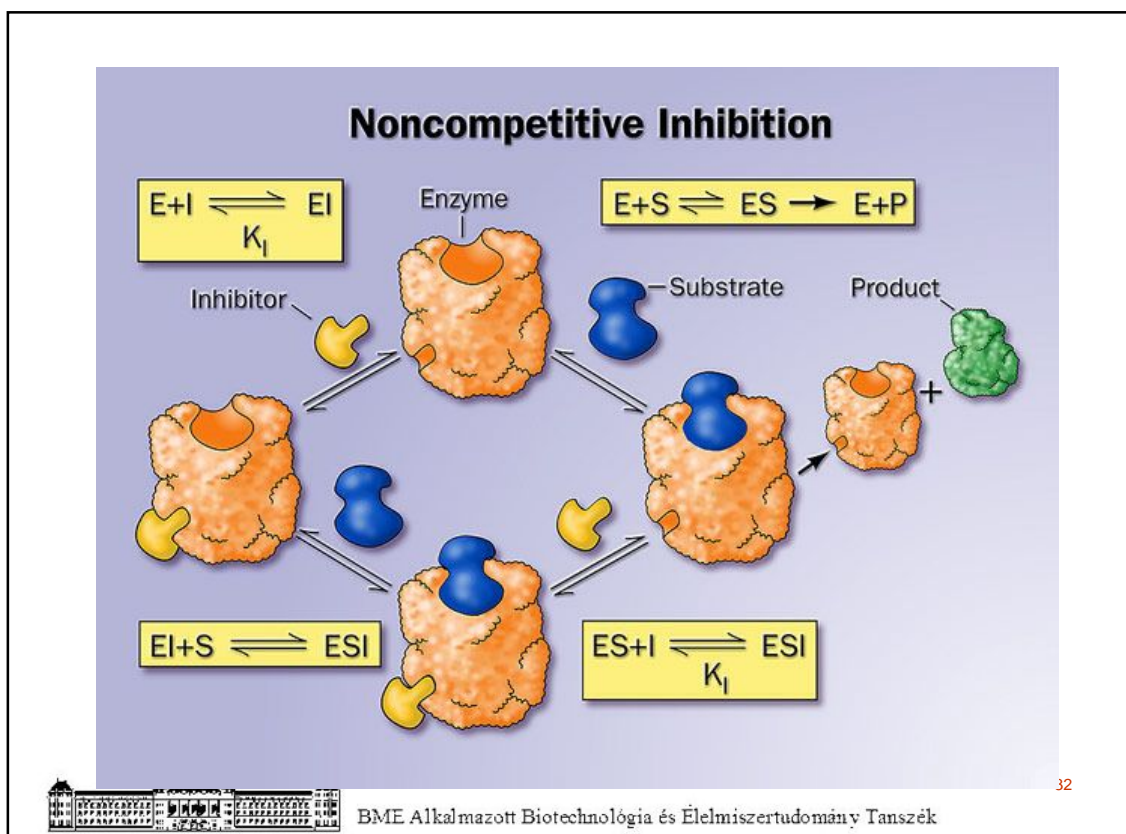 Noncompetitive Inhibition
E+I ⇌ EI
K_I
Enzyme
E+S ⇌ ES → E+P
Inhibitor
Substrate
Product
+
EI+S ⇌ ESI
ES+I ⇌ ESI
K_I
32
BME Alkalmazott Biotechnológia és Élelmiszertudomány Tanszék